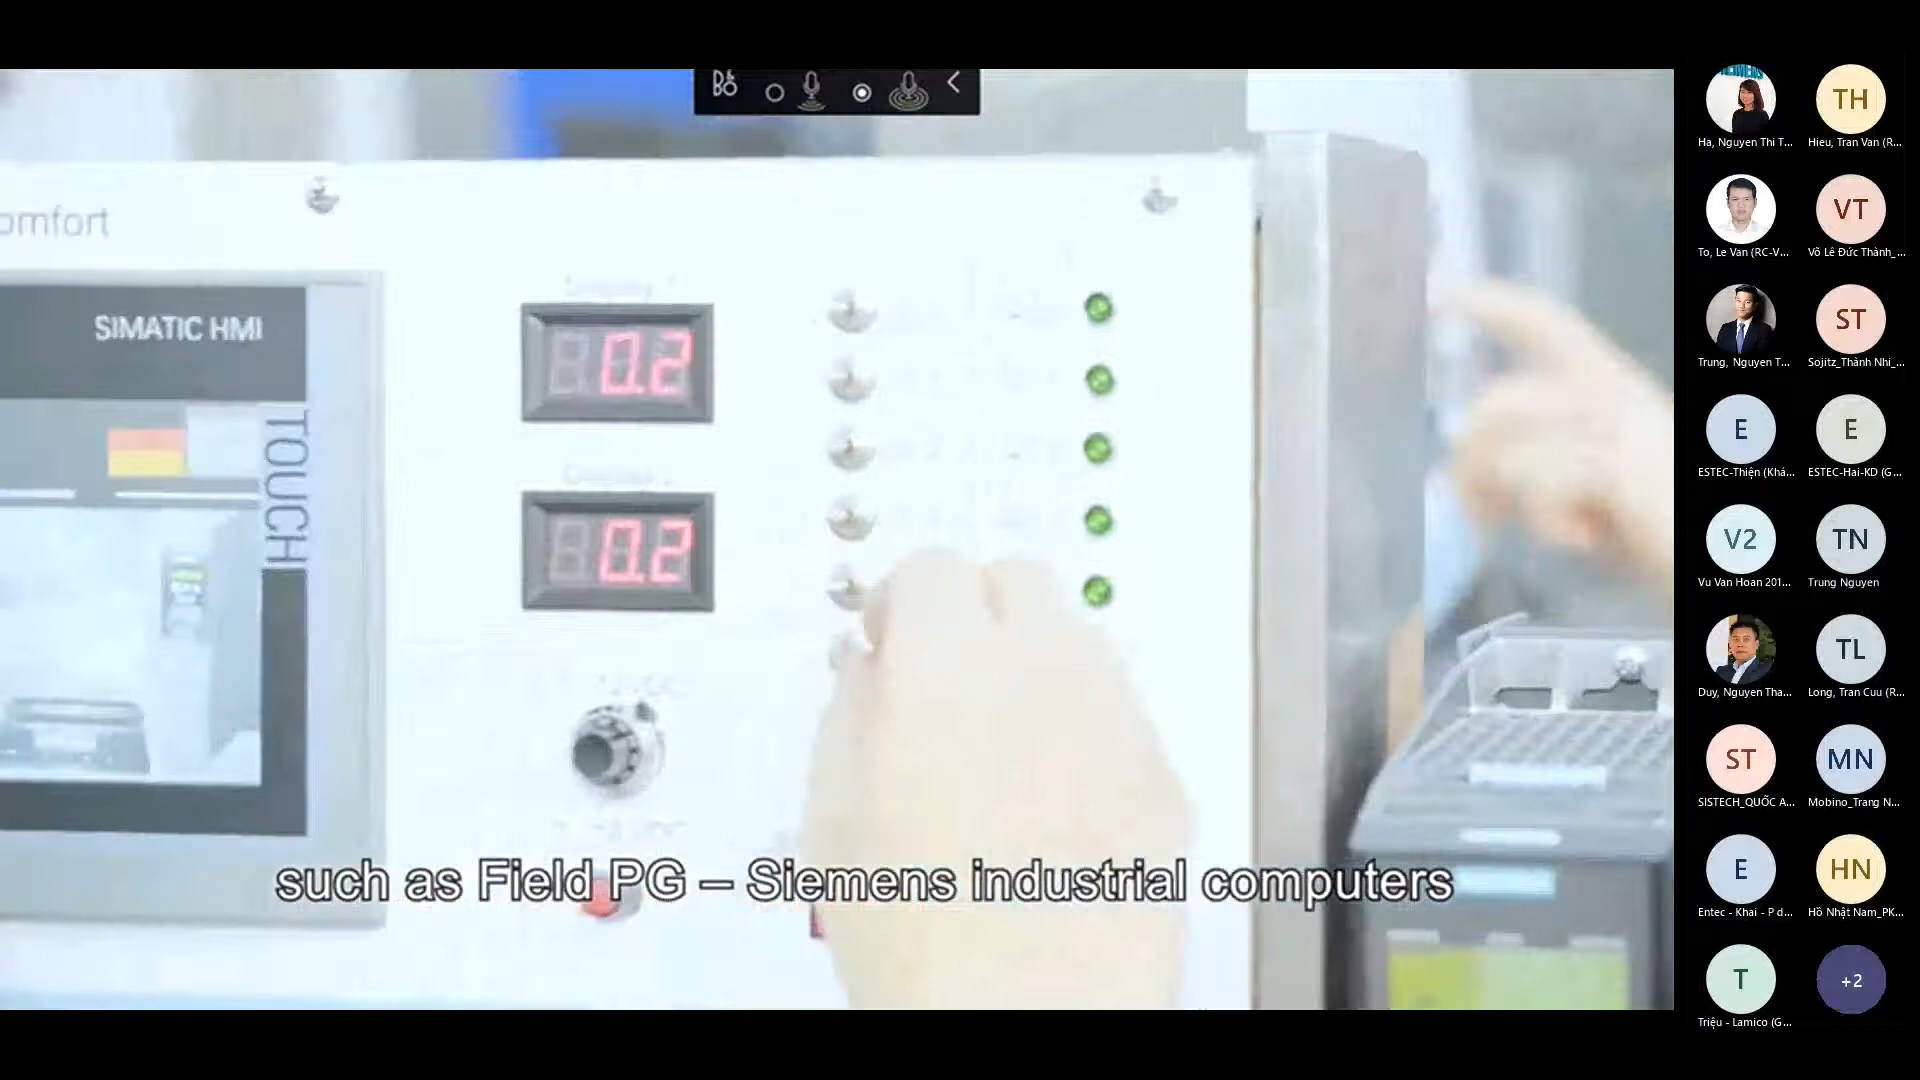 omfort
SIMATIC HMI
TOUCH
0.2
0.2
such as Field PG – Siemens industrial computers
Ha, Nguyen Thi T...
TH
Hieu, Tran Van (R...
To, Le Van (RC-V...
VT
Võ Lê Đức Thành_...
Trung, Nguyen T...
ST
Sojitz_Thành Nhi_...
E
ESTEC-Thiện (Khá...
E
ESTEC-Hai-KD (G...
V2
Vu Van Hoan 201...
TN
Trung Nguyen
Duy, Nguyen Tha...
TL
Long, Tran Cuu (R...
ST
SISTECH_QUỐC A...
MN
Mobino_Trang N...
E
Entec - Khai - P d...
HN
Hồ Nhật Nam_PK...
T
Triệu - Lamico (G...
+2